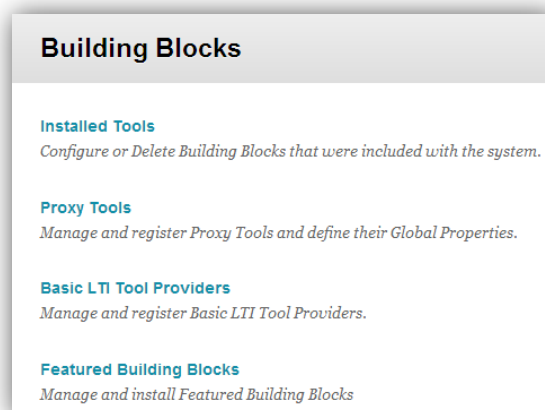 Building Blocks
Installed Tools
Configure or Delete Building Blocks that were included with the system.
Proxy Tools
Manage and register Proxy Tools and define their Global Properties.
Basic LTI Tool Providers
Manage and register Basic LTI Tool Providers.
Featured Building Blocks
Manage and install Featured Building Blocks